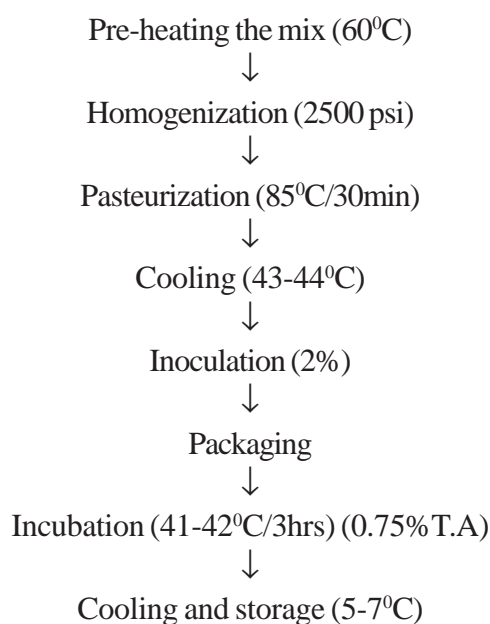 Pre-heating the mix (60⁰C)
↓
Homogenization (2500 psi)
↓
Pasteurization (85⁰C/30min)
↓
Cooling (43-44⁰C)
↓
Inoculation (2%)
↓
Packaging
↓
Incubation (41-42⁰C/3hrs) (0.75% T.A)
↓
Cooling and storage (5-7⁰C)